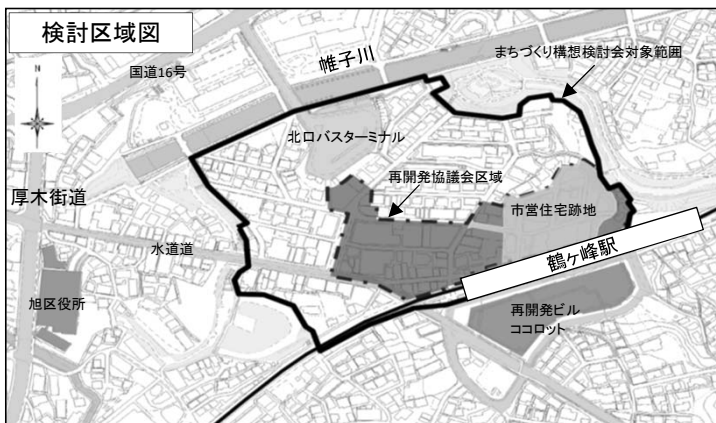 検討区域図
N
国道16号
帷子川
まちづくり構想検討会対象範囲
北口バスターミナル
再開発協議会区域
厚木街道
市営住宅跡地
水道道
鶴ヶ峰駅
旭区役所
再開発ビル
ココロット